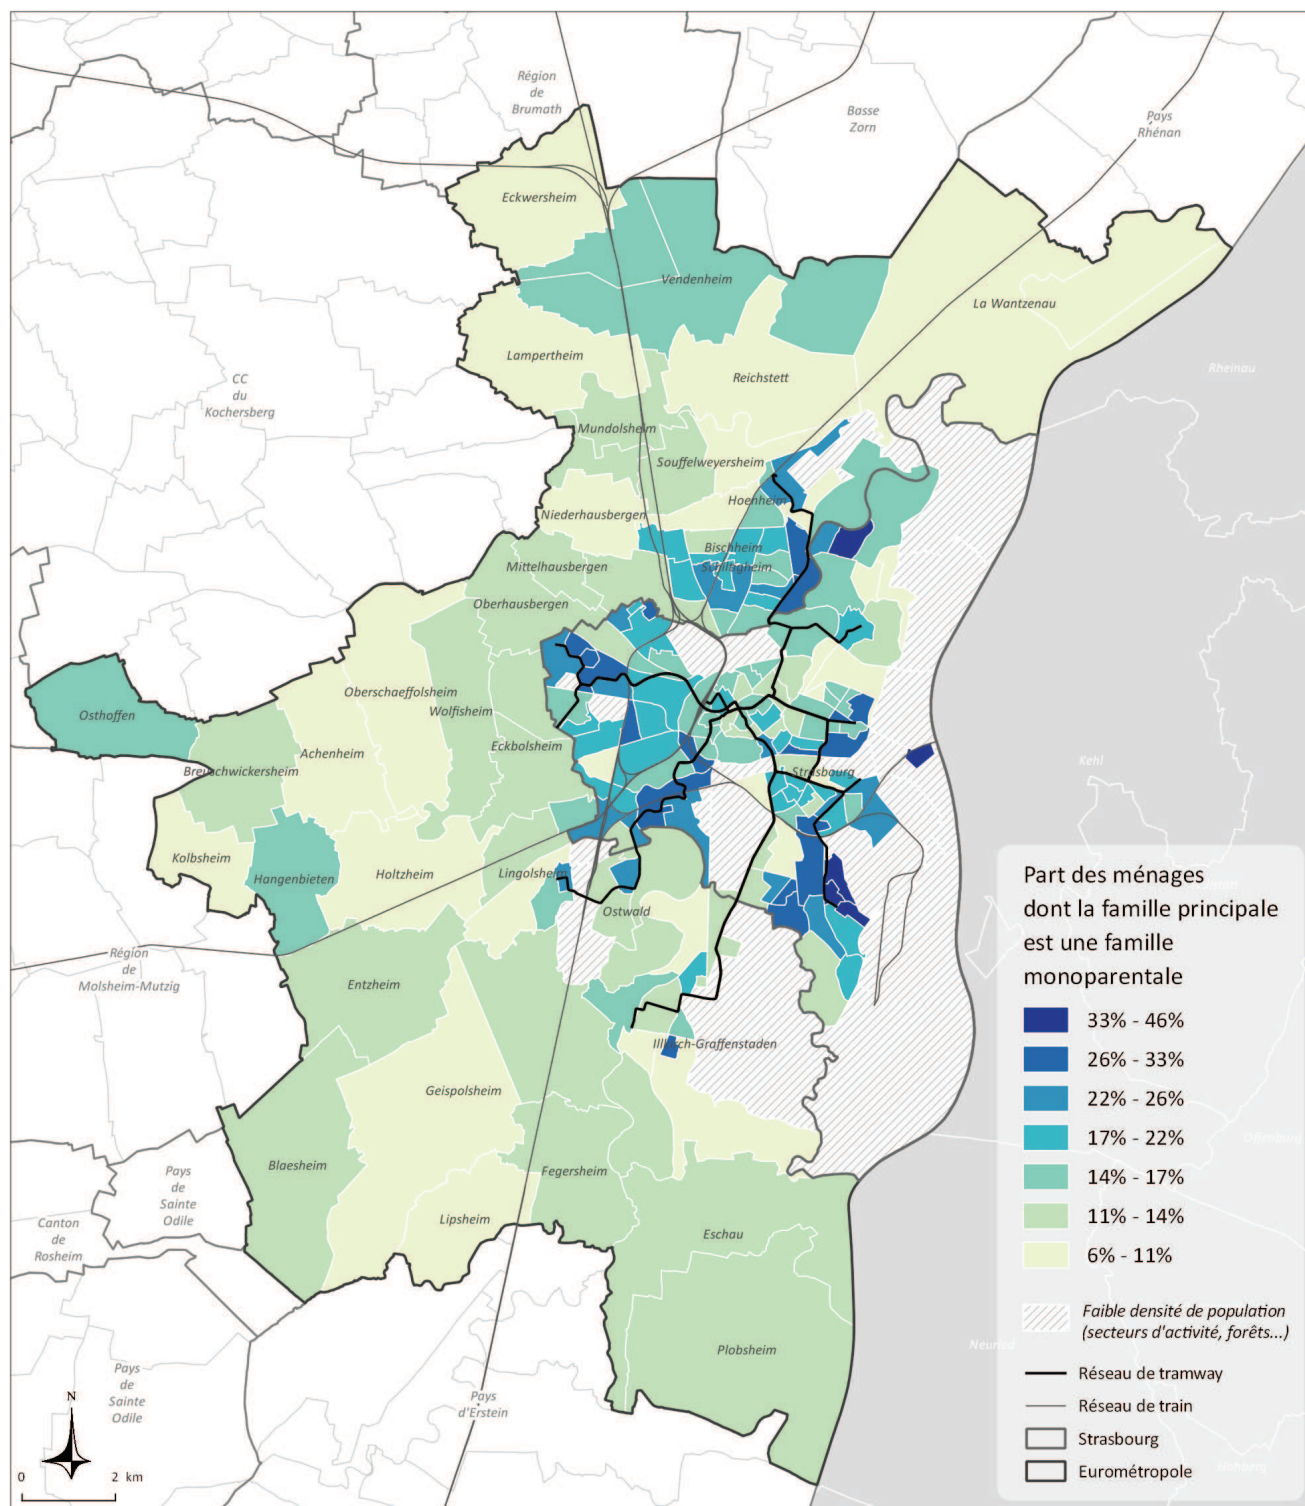 Région
de
Brumath
Basse
Zorn
Pays
Rhénan
Eckwersheim
Vendenheim
La Wantzenau
Lampertheim
Reichstett
Rheinau
CC
du
Kochersberg
Mundolsheim
Souffelweyersheim
Hoenheim
Niederhausbergen
Bischheim
Schiltigheim
Mittelhausbergen
Oberhausbergen
Oberschaeffolsheim
Wolfisheim
Osthoffen
Achenheim
Eckbolsheim
Breuschwickersheim
Strasbourg
Kehl
Kolbsheim
Hangenbieten
Holtzheim
Lingolsheim
Ostwald
Région
de
Molsheim-Mutzig
Entzheim
Illkirch-Graffenstaden
Geispolsheim
Blaesheim
Fegersheim
Lipsheim
Eschau
Pays
de
Sainte
Odile
Canton
de
Rosheim
Plobsheim
Pays
de
Sainte
Odile
Pays
d'Erstein
Offenburg
Neuried
Hohberg
N
0 2 km
Part des ménages
dont la famille principale
est une famille
monoparentale
33% - 46%
26% - 33%
22% - 26%
17% - 22%
14% - 17%
11% - 14%
6% - 11%
Faible densité de population
(secteurs d'activité, forêts...)
Réseau de tramway
Réseau de train
Strasbourg
Eurométropole